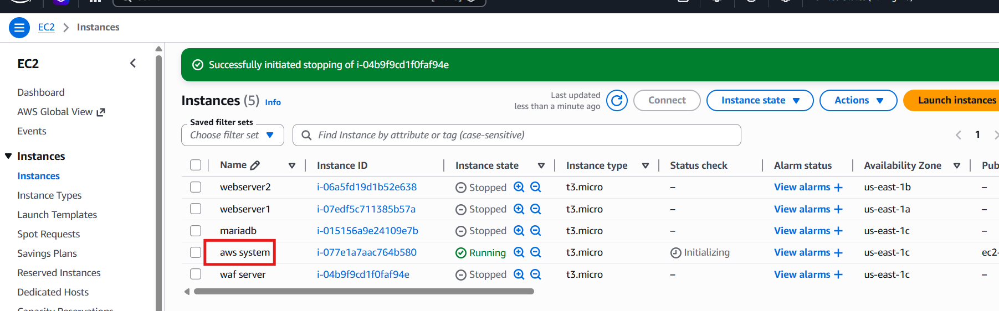 EC2 > Instances
EC2
Dashboard
AWS Global View
Events
Instances
Instances
Instance Types
Launch Templates
Spot Requests
Savings Plans
Reserved Instances
Dedicated Hosts
Capacity Reservations
Successfully initiated stopping of i-04b9f9cd1f0faf94e
Instances (5) Info
Last updated
less than a minute ago
Connect
Instance state
Actions
Launch instances
Saved filter sets
Choose filter set
Find Instance by attribute or tag (case-sensitive)
1
Name Instance ID Instance state Instance type Status check Alarm status Availability Zone Pub
webserver2 i-06a5fd19d1b52e638 Stopped t3.micro – View alarms + us-east-1b –
webserver1 i-07edf5c711385b57a Stopped t3.micro – View alarms + us-east-1a –
mariadb i-015156a9e24109e7b Stopped t3.micro – View alarms + us-east-1c –
aws system i-077e1a7aac764b580 Running t3.micro Initializing View alarms + us-east-1c ec2-
waf server i-04b9f9cd1f0faf94e Stopped t3.micro – View alarms + us-east-1c –